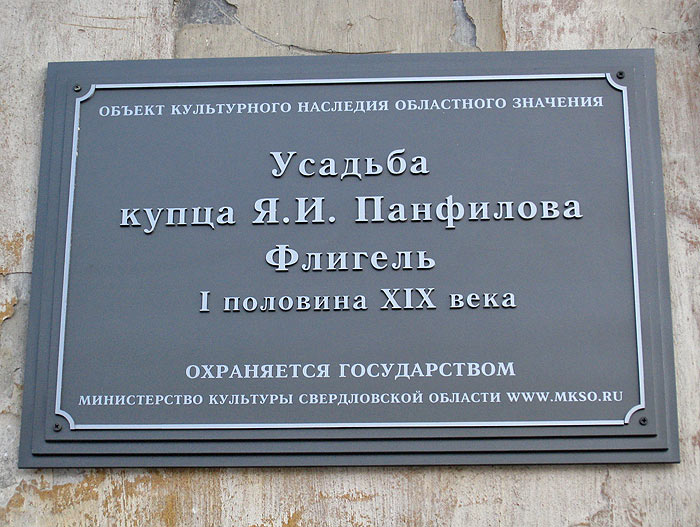 ОБЪЕКТ КУЛЬТУРНОГО НАСЛЕДИЯ ОБЛАСТНОГО ЗНАЧЕНИЯ
Усадьба
купца Я.И. Панфилова
Флигель
I половина XIX века
ОХРАНЯЕТСЯ ГОСУДАРСТВОМ
МИНИСТЕРСТВО КУЛЬТУРЫ СВЕРДЛОВСКОЙ ОБЛАСТИ WWW.MKSO.RU